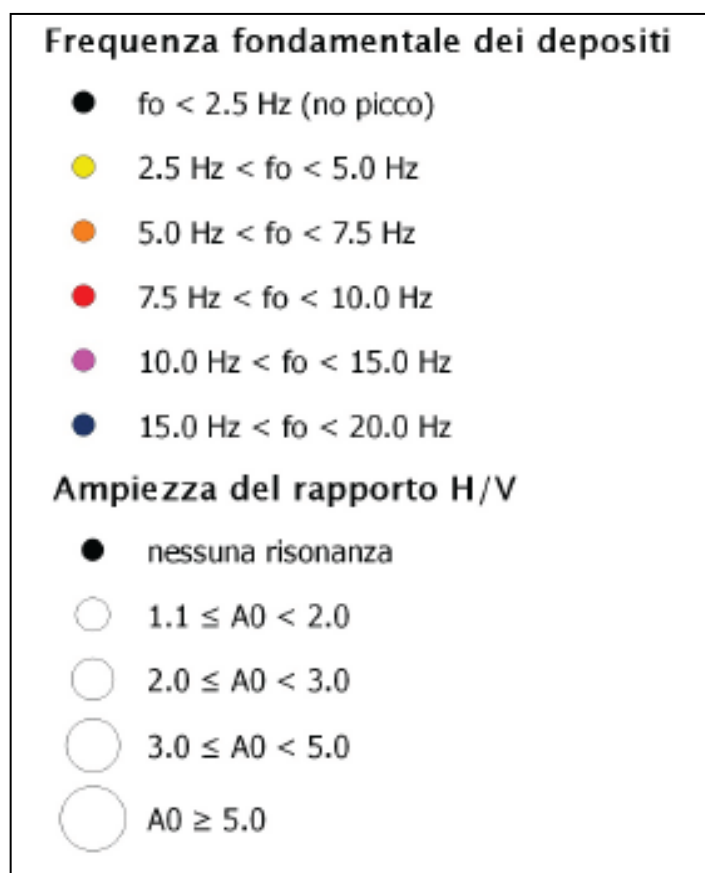 Frequenza fondamentale dei depositi
fo < 2.5 Hz (no picco)
2.5 Hz < fo < 5.0 Hz
5.0 Hz < fo < 7.5 Hz
7.5 Hz < fo < 10.0 Hz
10.0 Hz < fo < 15.0 Hz
15.0 Hz < fo < 20.0 Hz
Ampiezza del rapporto H/V
nessuna risonanza
1.1 ≤ A0 < 2.0
2.0 ≤ A0 < 3.0
3.0 ≤ A0 < 5.0
A0 ≥ 5.0